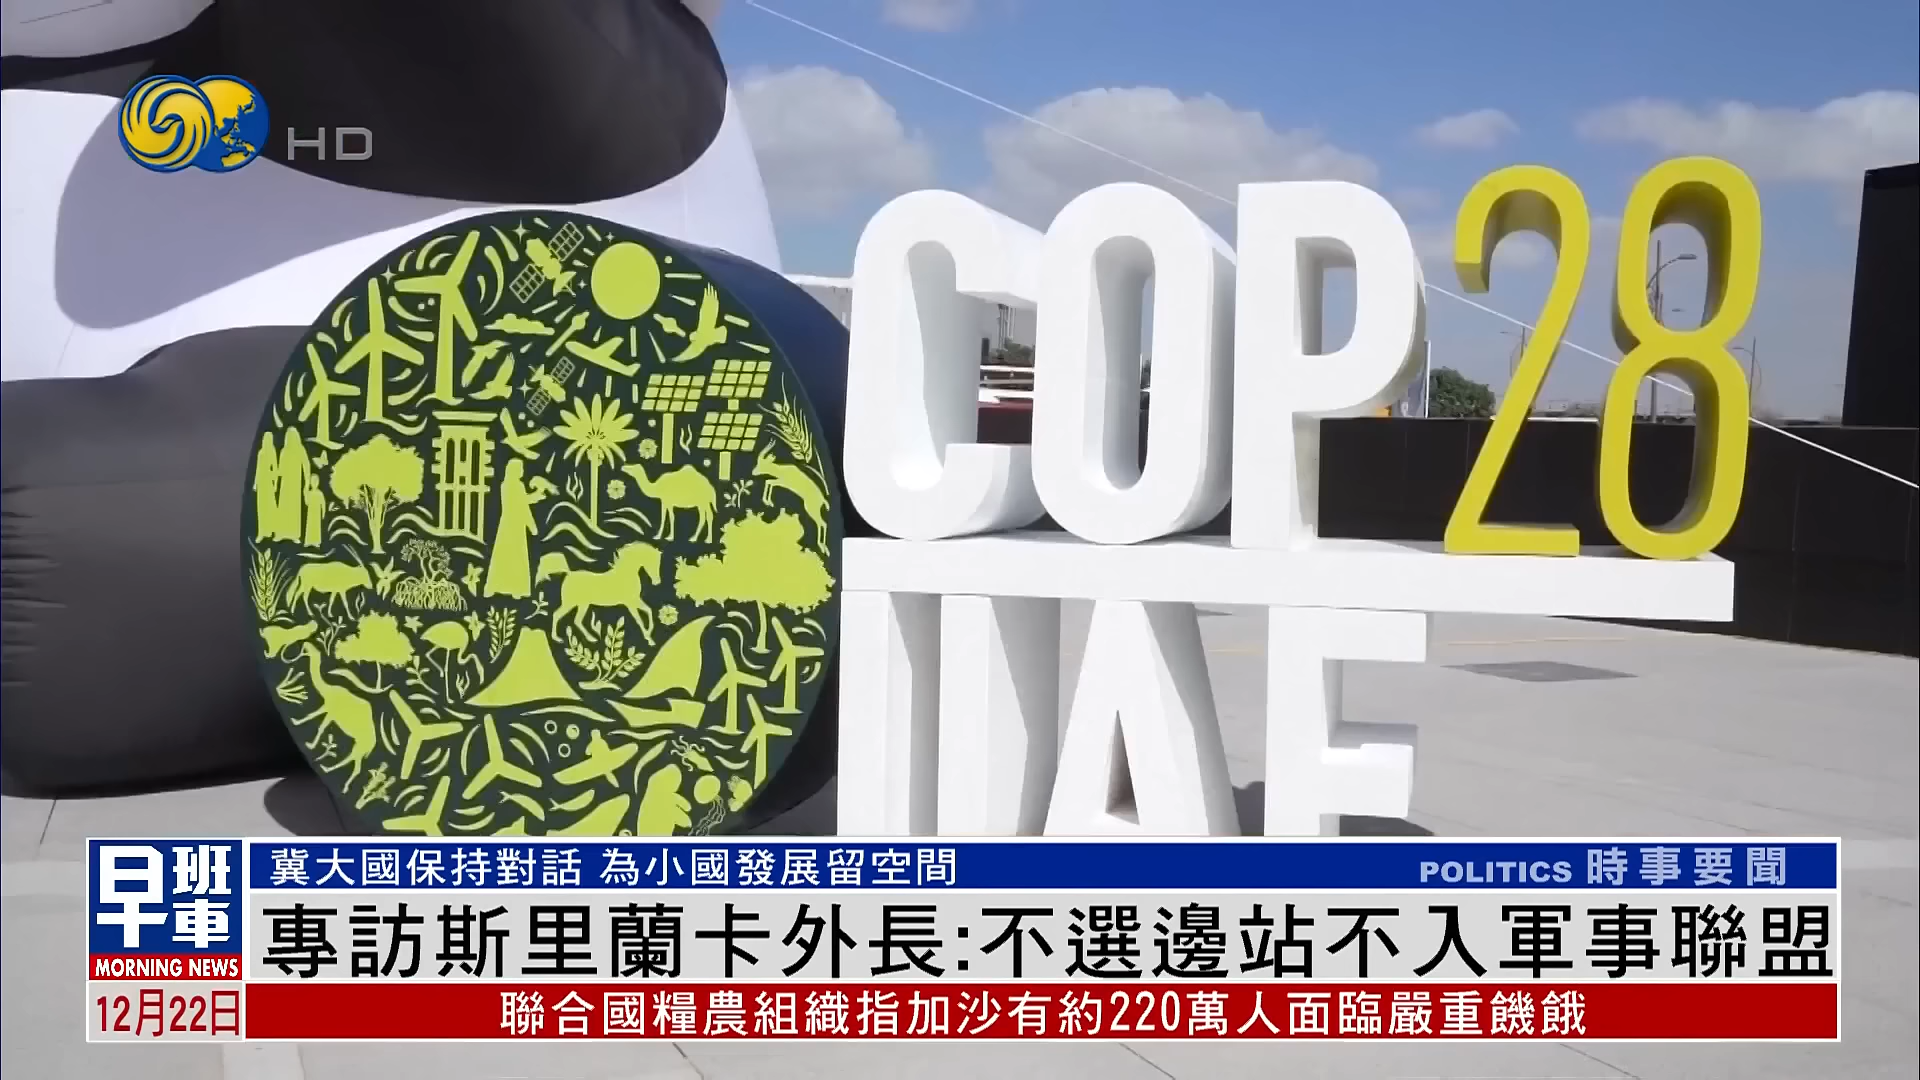 HD
COP28
UAE
早班車
冀大國保持對話 為小國發展留空間
POLITICS 時事要聞
專訪斯里蘭卡外長:不選邊站不入軍事聯盟
MORNING NEWS
12月22日
聯合國糧農組織指加沙有約220萬人面臨嚴重饑餓